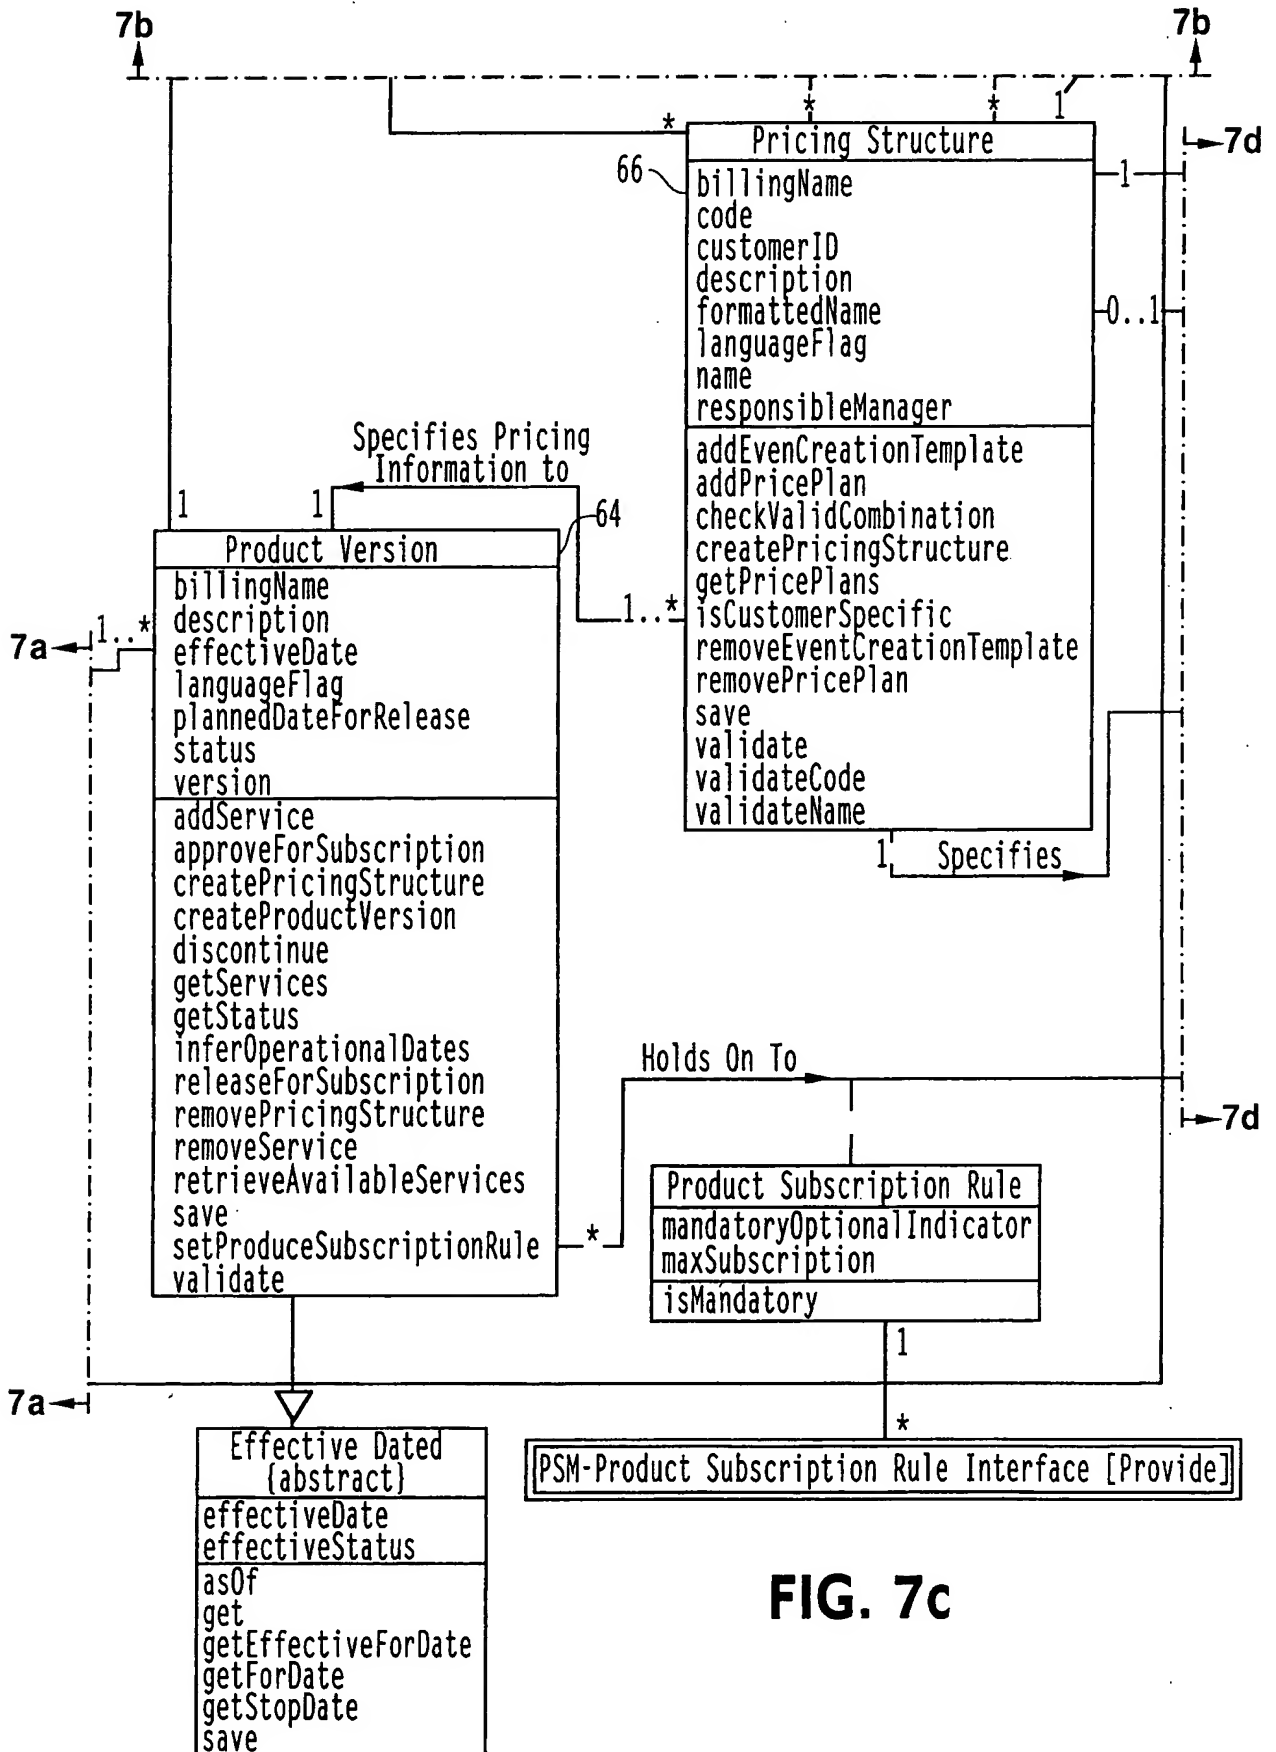 7b
7b
*
*
*
1
Pricing Structure
7d
66
billingName
code
customerID
description
formattedName
languageFlag
name
responsibleManager
1
0..1
addEvenCreationTemplate
addPricePlan
checkValidCombination
createPricingStructure
getPricePlans
isCustomerSpecific
removeEventCreationTemplate
removePricePlan
save
validate
validateCode
validateName
Specifies Pricing
Information to
1
1
64
1..*
1
Specifies
Product Version
7a
1..*
billingName
description
effectiveDate
languageFlag
plannedDateForRelease
status
version
addService
approveForSubscription
createPricingStructure
createProductVersion
discontinue
getServices
getStatus
inferOperationalDates
releaseForSubscription
removePricingStructure
removeService
retrieveAvailableServices
save
setProduceSubscriptionRule
validate
*
Holds On To
7d
Product Subscription Rule
mandatoryOptionalIndicator
maxSubscription
isMandatory
1
*
7a
PSM-Product Subscription Rule Interface [Provide]
Effective Dated
{abstract}
effectiveDate
effectiveStatus
asOf
get
getEffectiveForDate
getForDate
getStopDate
save
FIG. 7c